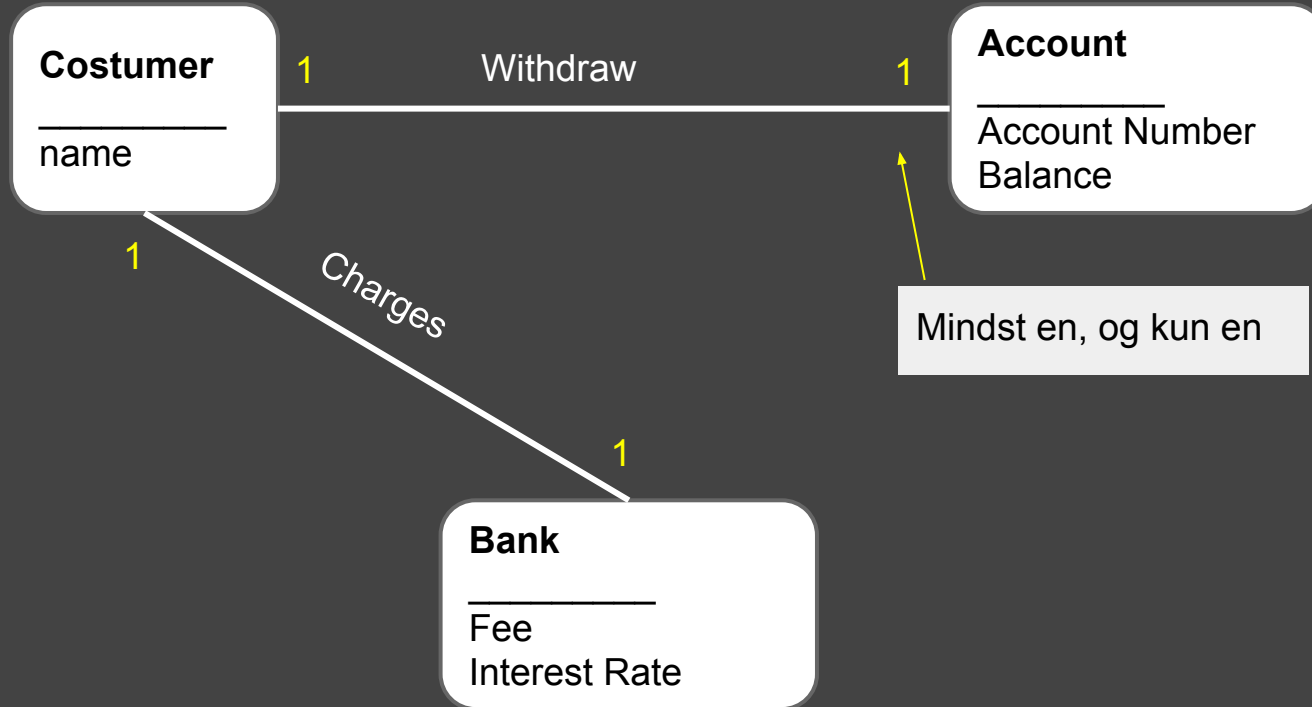 Costumer
_________
name
1
Withdraw
1
Account
_________
Account Number
Balance
1
Charges
Mindst en, og kun en
1
Bank
_________
Fee
Interest Rate